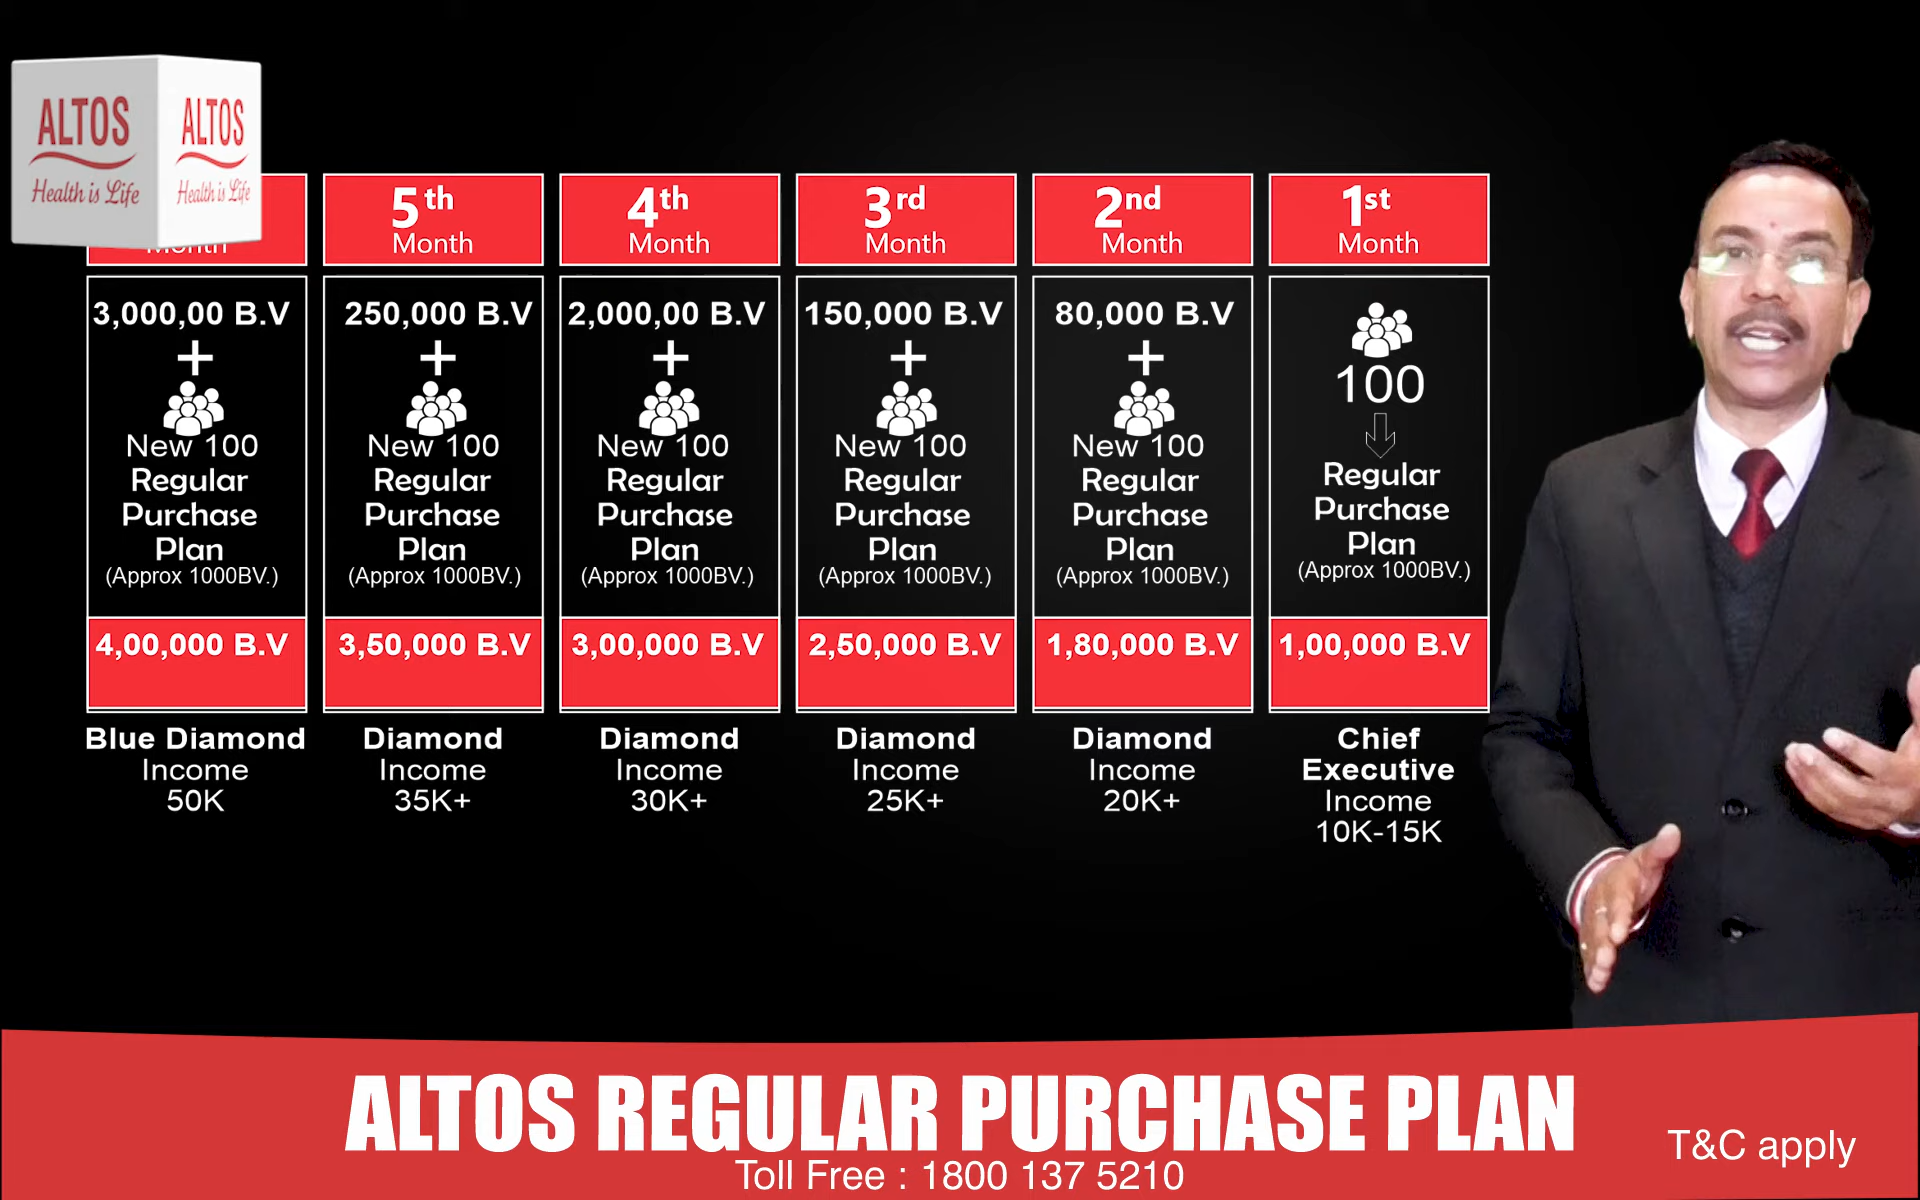 ALTOS
Health is Life
ALTOS
Health is Life
Month
5th
Month
4th
Month
3rd
Month
2nd
Month
1st
Month
3,000,00 B.V
+
New 100
Regular
Purchase
Plan
(Approx 1000BV.)
4,00,000 B.V
Blue Diamond
Income
50K
250,000 B.V
+
New 100
Regular
Purchase
Plan
(Approx 1000BV.)
3,50,000 B.V
Diamond
Income
35K+
2,000,00 B.V
+
New 100
Regular
Purchase
Plan
(Approx 1000BV.)
3,00,000 B.V
Diamond
Income
30K+
150,000 B.V
+
New 100
Regular
Purchase
Plan
(Approx 1000BV.)
2,50,000 B.V
Diamond
Income
25K+
80,000 B.V
+
New 100
Regular
Purchase
Plan
(Approx 1000BV.)
1,80,000 B.V
Diamond
Income
20K+
100
Regular
Purchase
Plan
(Approx 1000BV.)
1,00,000 B.V
Chief
Executive
Income
10K-15K
ALTOS REGULAR PURCHASE PLAN
Toll Free : 1800 137 5210
T&C apply